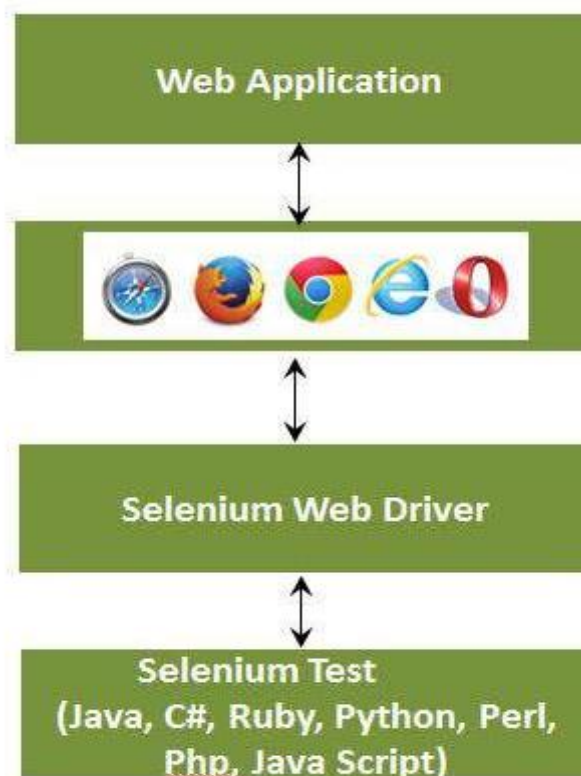 Web Application
Selenium Web Driver
Selenium Test
(Java, C#, Ruby, Python, Perl,
Php, Java Script)